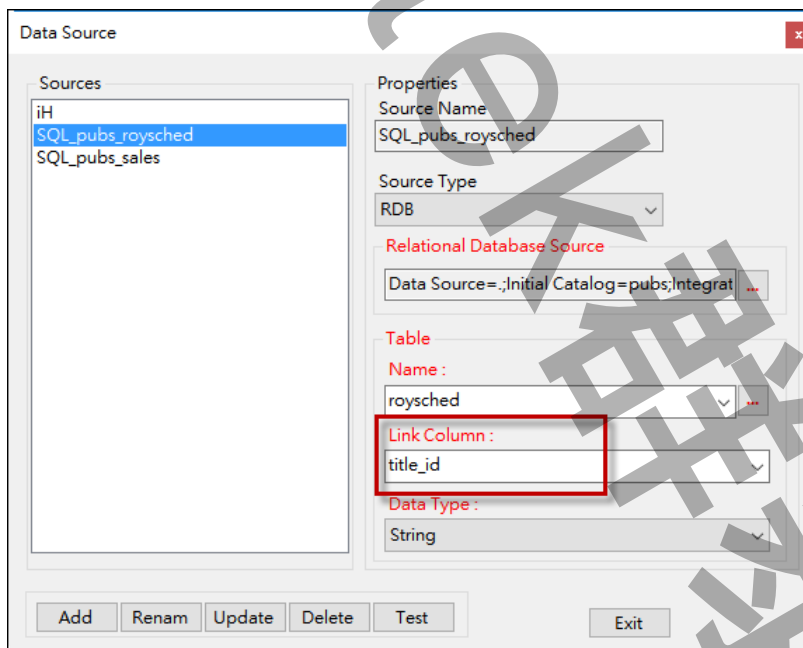 Data Source
x
Sources
iH
SQL_pubs_roysched
SQL_pubs_sales
Properties
Source Name
SQL_pubs_roysched
Source Type
RDB
Relational Database Source
Data Source=.;Initial Catalog=pubs;Integrat ...
Table
Name :
roysched ...
Link Column :
title_id
Data Type :
String
Add Renam Update Delete Test Exit